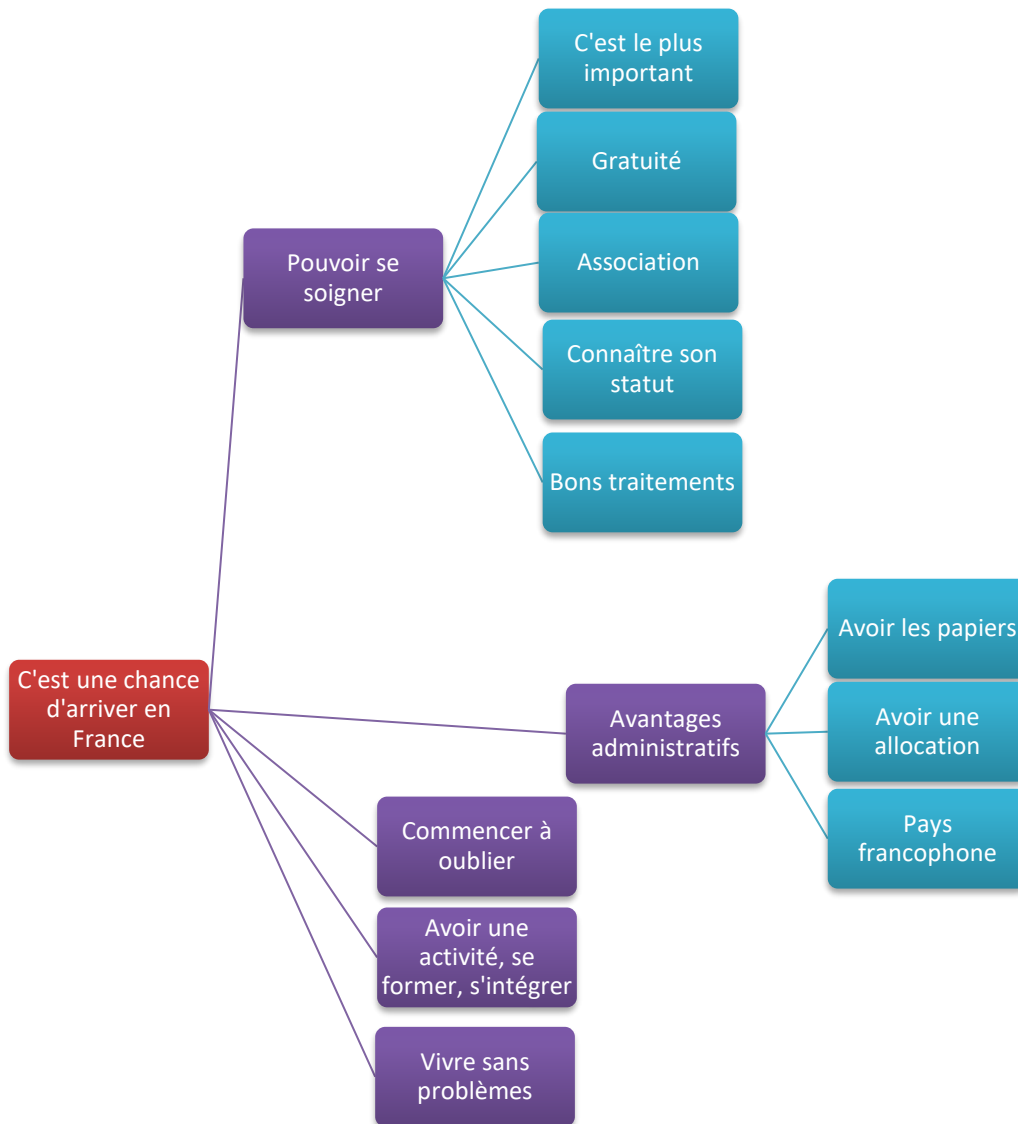 C'est le plus
important
Gratuité
Pouvoir se
soigner
Association
Connaître son
statut
Bons traitements
C'est une chance
d'arriver en
France
Avantages
administratifs
Avoir les papiers
Avoir une
allocation
Pays
francophone
Commencer à
oublier
Avoir une
activité, se
former, s'intégrer
Vivre sans
problèmes